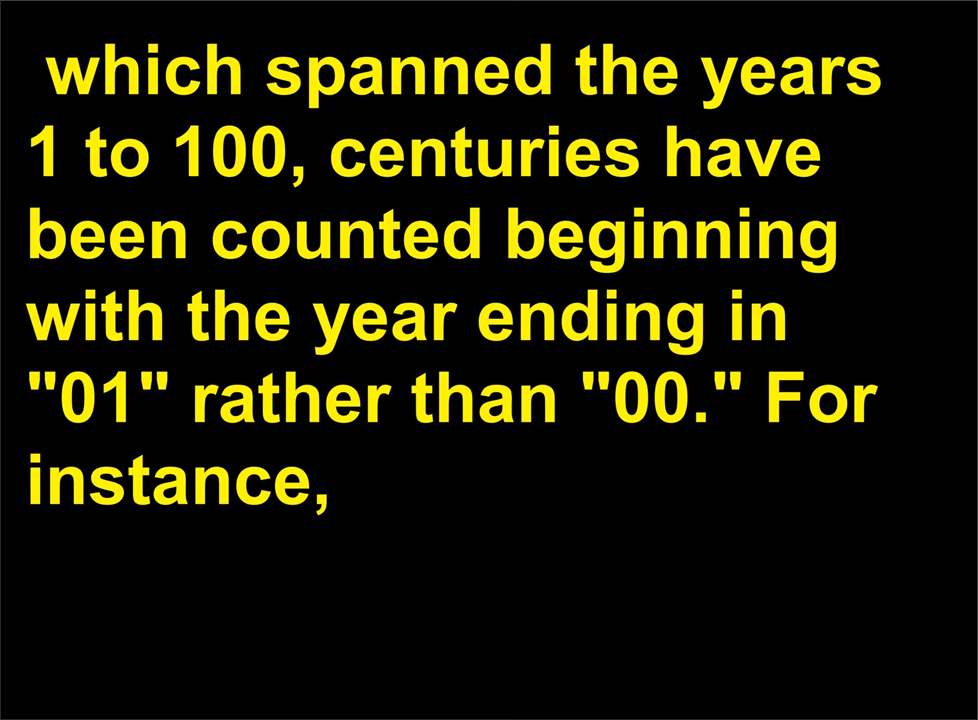 which spanned the years
1 to 100, centuries have
been counted beginning
with the year ending in
"01" rather than "00." For
instance,